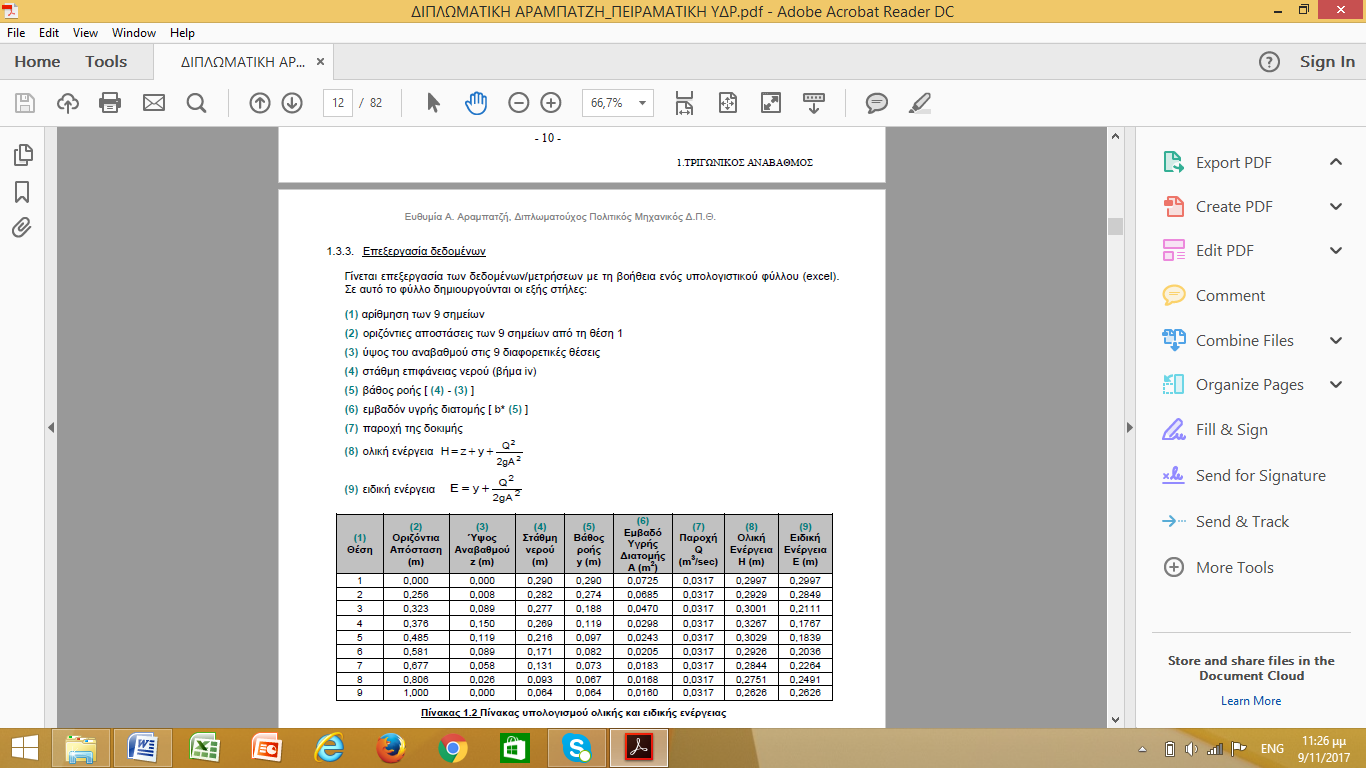 ΔΙΠΛΩΜΑΤΙΚΗ ΑΡΑΜΠΑΤΖΗ_ΠΕΙΡΑΜΑΤΙΚΗ ΥΔΡ.pdf - Adobe Acrobat Reader DC
File Edit View Window Help
Home Tools ΔΙΠΛΩΜΑΤΙΚΗ ΑΡ... × Sign In
12 / 82 66,7%
- 10 -
1.ΤΡΙΓΩΝΙΚΟΣ ΑΝΑΒΑΘΜΟΣ
Ευθυμία Α. Αραμπατζή, Διπλωματούχος Πολιτικός Μηχανικός Δ.Π.Θ.
1.3.3. Επεξεργασία δεδομένων
Γίνεται επεξεργασία των δεδομένων/μετρήσεων με τη βοήθεια ενός υπολογιστικού φύλλου (excel).
Σε αυτό το φύλλο δημιουργούνται οι εξής στήλες:
(1) αρίθμηση των 9 σημείων
(2) οριζόντιες αποστάσεις των 9 σημείων από τη θέση 1
(3) ύψος του αναβαθμού στις 9 διαφορετικές θέσεις
(4) στάθμη επιφάνειας νερού (βήμα iv)
(5) βάθος ροής [ (4) - (3) ]
(6) εμβαδόν υγρής διατομής [ b* (5) ]
(7) παροχή της δοκιμής
(8) ολική ενέργεια H = z + y + Q²/2gA²
(9) ειδική ενέργεια E = y + Q²/2gA²
(1) Θέση (2) Οριζόντια Απόσταση (m) (3) Ύψος Αναβαθμού z (m) (4) Στάθμη νερού (m) (5) Βάθος ροής y (m) (6) Εμβαδό Υγρής Διατομής A (m²) (7) Παροχή Q (m³/sec) (8) Ολική Ενέργεια H (m) (9) Ειδική Ενέργεια E (m)
1 0,000 0,000 0,290 0,290 0,0725 0,0317 0,2997 0,2997
2 0,256 0,008 0,282 0,274 0,0685 0,0317 0,2929 0,2849
3 0,323 0,089 0,277 0,188 0,0470 0,0317 0,3001 0,2111
4 0,376 0,150 0,269 0,119 0,0298 0,0317 0,3267 0,1767
5 0,485 0,119 0,216 0,097 0,0243 0,0317 0,3029 0,1839
6 0,581 0,089 0,171 0,082 0,0205 0,0317 0,2926 0,2036
7 0,677 0,058 0,131 0,073 0,0183 0,0317 0,2844 0,2264
8 0,806 0,026 0,093 0,067 0,0168 0,0317 0,2751 0,2491
9 1,000 0,000 0,064 0,064 0,0160 0,0317 0,2626 0,2626
Πίνακας 1.2 Πίνακας υπολογισμού ολικής και ειδικής ενέργειας
Export PDF
Create PDF
Edit PDF
Comment
Combine Files
Organize Pages
Fill & Sign
Send for Signature
Send & Track
More Tools
Store and share files in the
Document Cloud
Learn More
ENG
11:26 μμ
9/11/2017